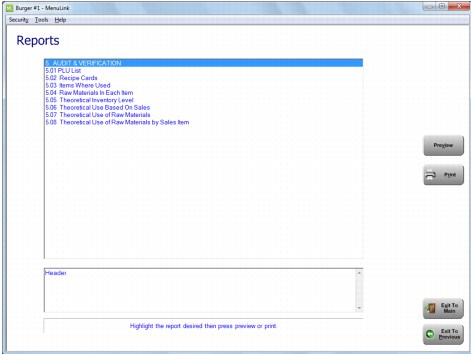 Burger #1 - MenuLink
Security Tools Help
Reports
5. AUDIT & VERIFICATION
5.01 PLU List
5.02 Recipe Cards
5.03 Items Where Used
5.04 Raw Materials In Each Item
5.05 Theoretical Inventory Level
5.06 Theoretical Use Based On Sales
5.07 Theoretical Use of Raw Materials
5.08 Theoretical Use of Raw Materials by Sales Item
Preview
Print
Header
Exit To
Main
Highlight the report desired then press preview or print.
Exit To
Previous